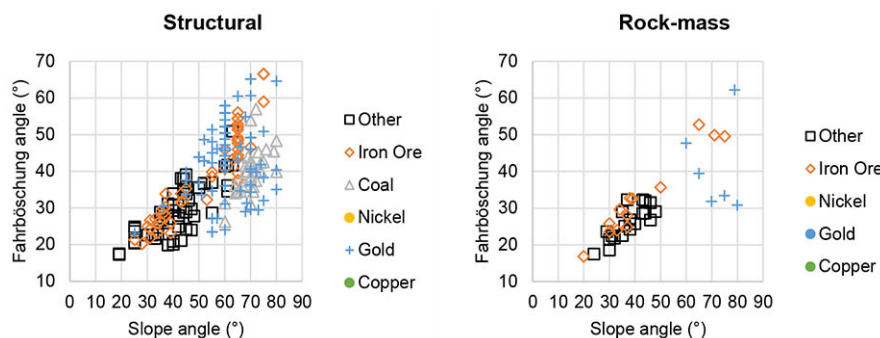 Structural
Fahrböschung angle (°)
70
60
50
40
30
20
10
0 10 20 30 40 50 60 70 80 90
Slope angle (°)
Other
Iron Ore
Coal
Nickel
Gold
Copper
Rock-mass
Fahrböschung angle (°)
70
60
50
40
30
20
10
0 10 20 30 40 50 60 70 80 90
Slope angle (°)
Other
Iron Ore
Nickel
Gold
Copper